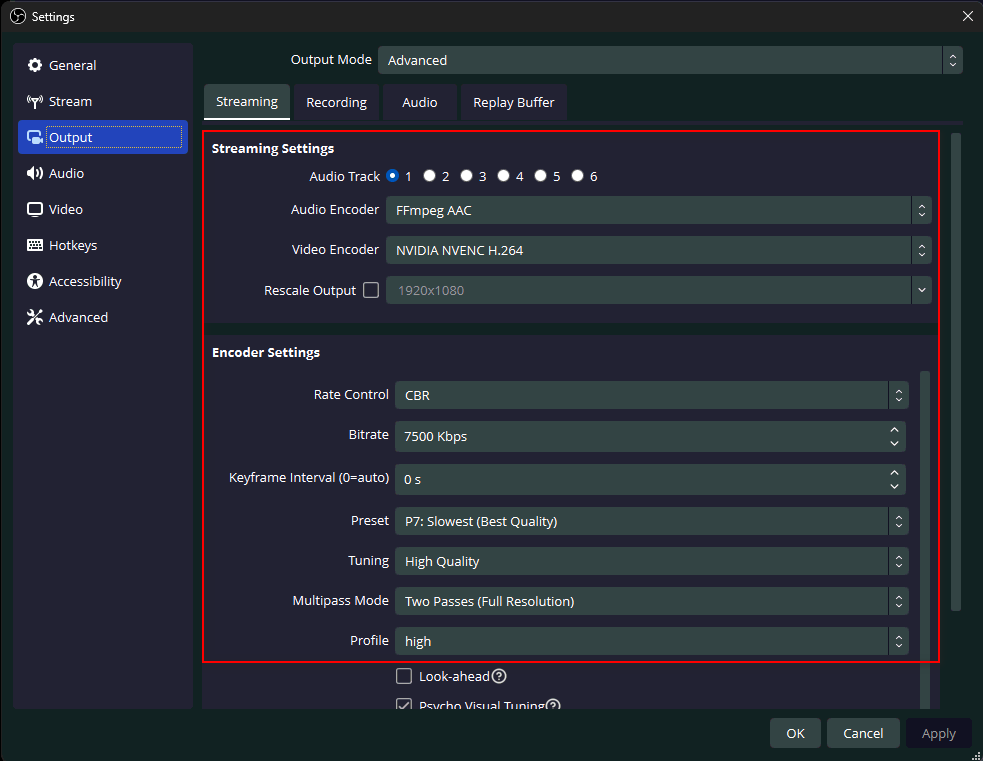 Settings
General
Stream
Output
Audio
Video
Hotkeys
Accessibility
Advanced
Output Mode Advanced
Streaming Recording Audio Replay Buffer
Streaming Settings
Audio Track 1 2 3 4 5 6
Audio Encoder FFmpeg AAC
Video Encoder NVIDIA NVENC H.264
Rescale Output 1920x1080
Encoder Settings
Rate Control CBR
Bitrate 7500 Kbps
Keyframe Interval (0=auto) 0 s
Preset P7: Slowest (Best Quality)
Tuning High Quality
Multipass Mode Two Passes (Full Resolution)
Profile high
Look-ahead ?
Psycho Visual Tuning ?
OK Cancel Apply